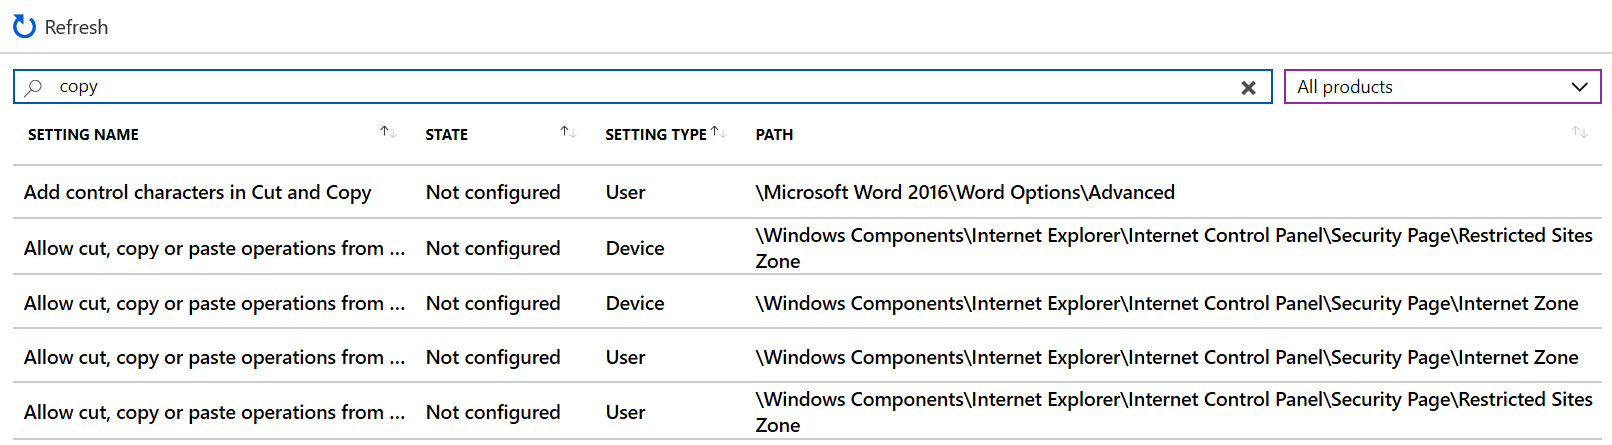 Refresh
copy
All products
SETTING NAME STATE SETTING TYPE PATH
Add control characters in Cut and Copy Not configured User \Microsoft Word 2016\Word Options\Advanced
Allow cut, copy or paste operations from ... Not configured Device \Windows Components\Internet Explorer\Internet Control Panel\Security Page\Restricted Sites
Zone
Allow cut, copy or paste operations from ... Not configured Device \Windows Components\Internet Explorer\Internet Control Panel\Security Page\Internet Zone
Allow cut, copy or paste operations from ... Not configured User \Windows Components\Internet Explorer\Internet Control Panel\Security Page\Internet Zone
Allow cut, copy or paste operations from ... Not configured User \Windows Components\Internet Explorer\Internet Control Panel\Security Page\Restricted Sites
Zone